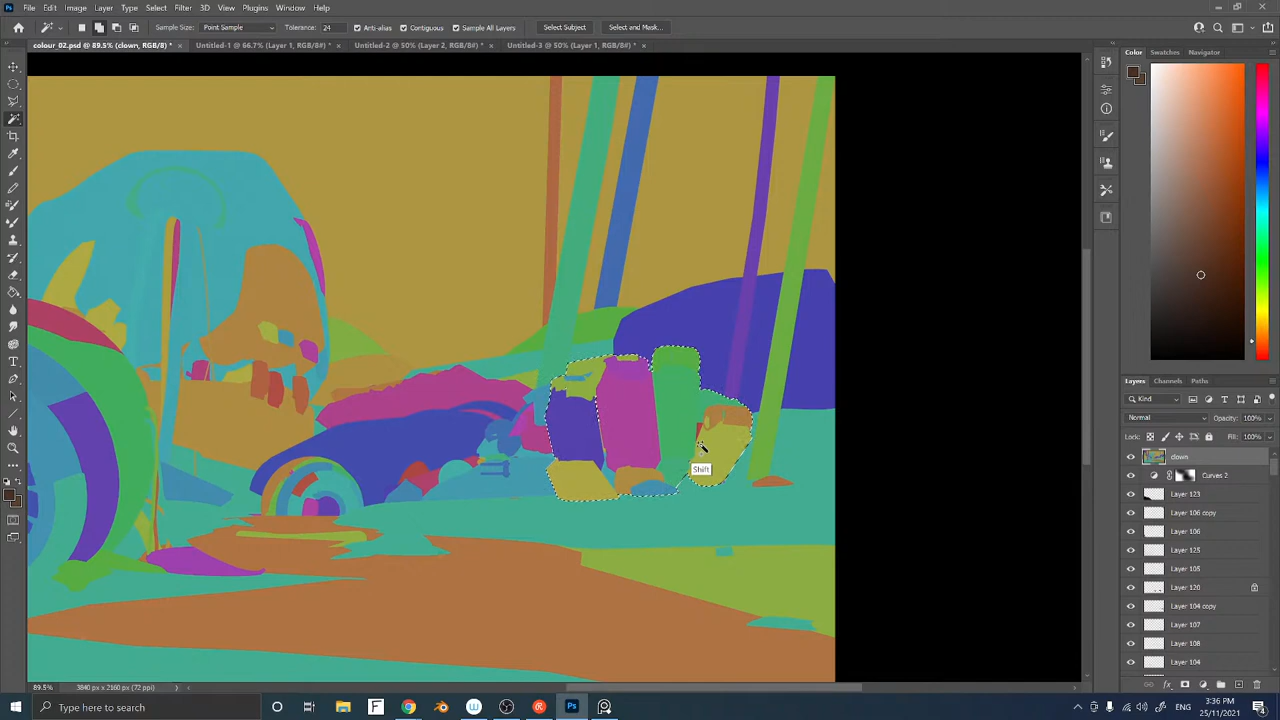 File Edit Image Layer Type Select Filter 3D View Plugins Window Help
Sample Size: Point Sample Tolerance: 24 Anti-alias Contiguous Sample All Layers Select Subject Select and Mask...
colour_02.psd @ 89.5% (clown, RGB/8) * × Untitled-1 @ 66.7% (Layer 1, RGB/8#) * × Untitled-2 @ 50% (Layer 2, RGB/8#) * × Untitled-3 @ 50% (Layer 1, RGB/8#) * ×
Color Swatches Navigator
Layers Channels Paths
Kind
Normal Opacity: 100%
Lock: Fill: 100%
clown
Curves 2
Layer 123
Layer 106 copy
Layer 106
Layer 125
Layer 105
Layer 120
Layer 104 copy
Layer 107
Layer 108
Layer 104
Shift
89.5% 3840 px x 2160 px (72 ppi)
Type here to search
ENG
3:36 PM
25/11/2021